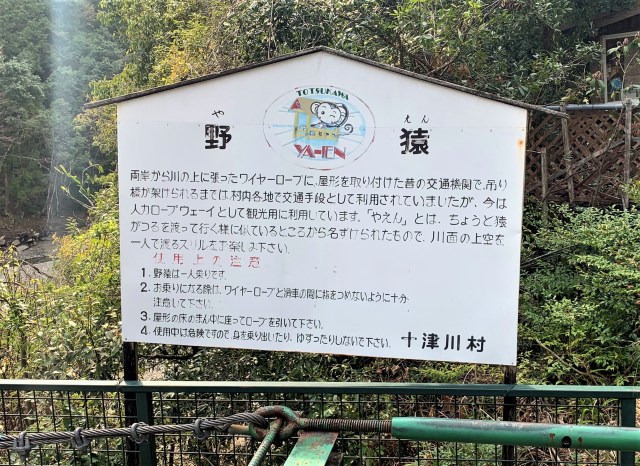 TOTSUKAWA
YA-IEN
や えん
野 猿
両岸から川の上に張ったワイヤーロープに、屋形を取り付けた昔の交通機関で、吊り
橋が架けられるまでは、村内各地で交通手段として利用されていましたが、今は
人力ロープウェーイとして観光用に利用しています。「やえん」とは、ちょうど猿
がつるを渡って行く様に似ているところから名ずけられたもので、川面の上空を
一人で渡るスリルをお楽しみ下さい。
使用上の注意
1. 野猿は一人乗りです。
2. お乗りになる際は、ワイヤーロープと滑車の間に指をつめないように十分
注意して下さい。
3. 屋形の床のまん中に座ってロープを引いて下さい。
4. 使用中は危険ですので、身を乗り出したり、ゆすったりしないで下さい。
十津川村